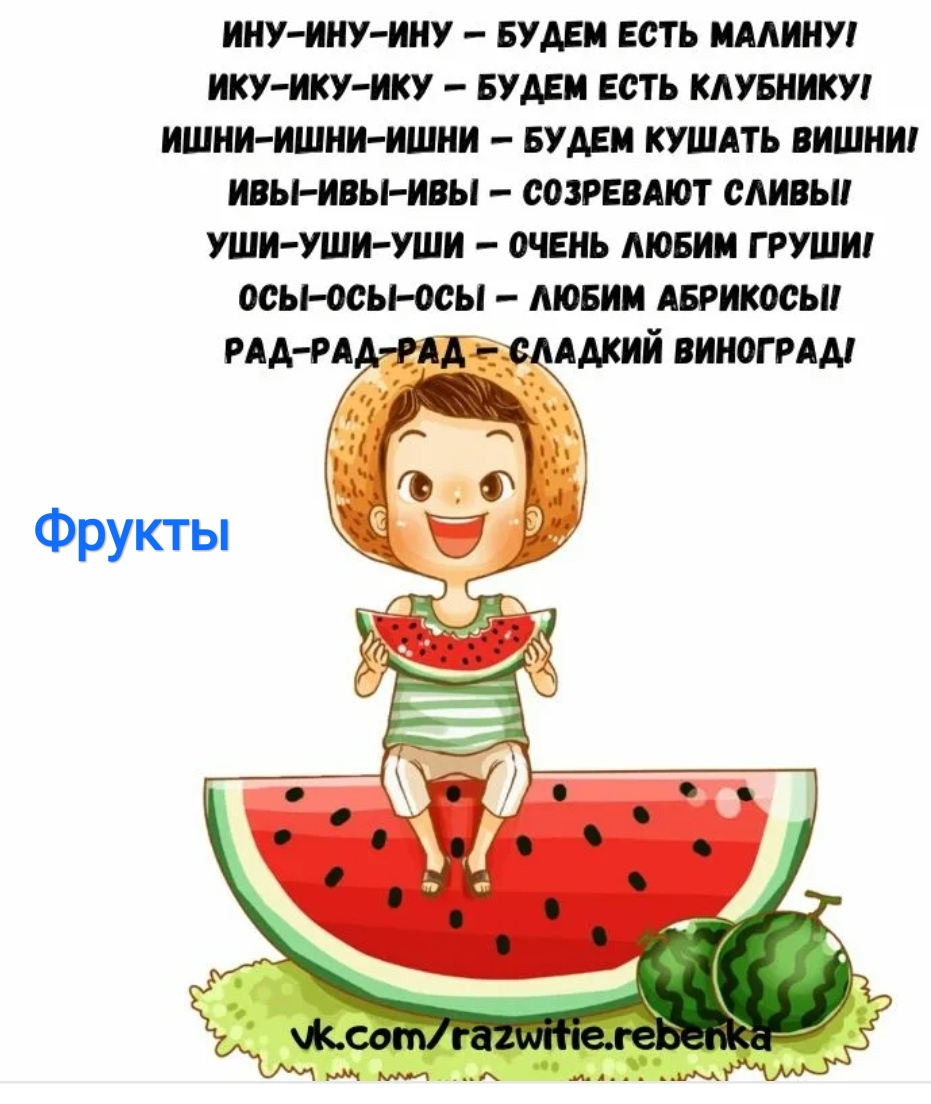 ИНУ-ИНУ-ИНУ – БУДЕМ ЕСТЬ МАЛИНУ!
ИКУ-ИКУ-ИКУ – БУДЕМ ЕСТЬ КЛУБНИКУ!
ИШНИ-ИШНИ-ИШНИ – БУДЕМ КУШАТЬ ВИШНИ!
ИВЫ-ИВЫ-ИВЫ – СОЗРЕВАЮТ СЛИВЫ!
УШИ-УШИ-УШИ – ОЧЕНЬ ЛЮБИМ ГРУШИ!
ОСЫ-ОСЫ-ОСЫ – ЛЮБИМ АБРИКОСЫ!
РАД-РАД-РАД – СЛАДКИЙ ВИНОГРАД!
Фрукты
vk.com/razwitie.rebenka